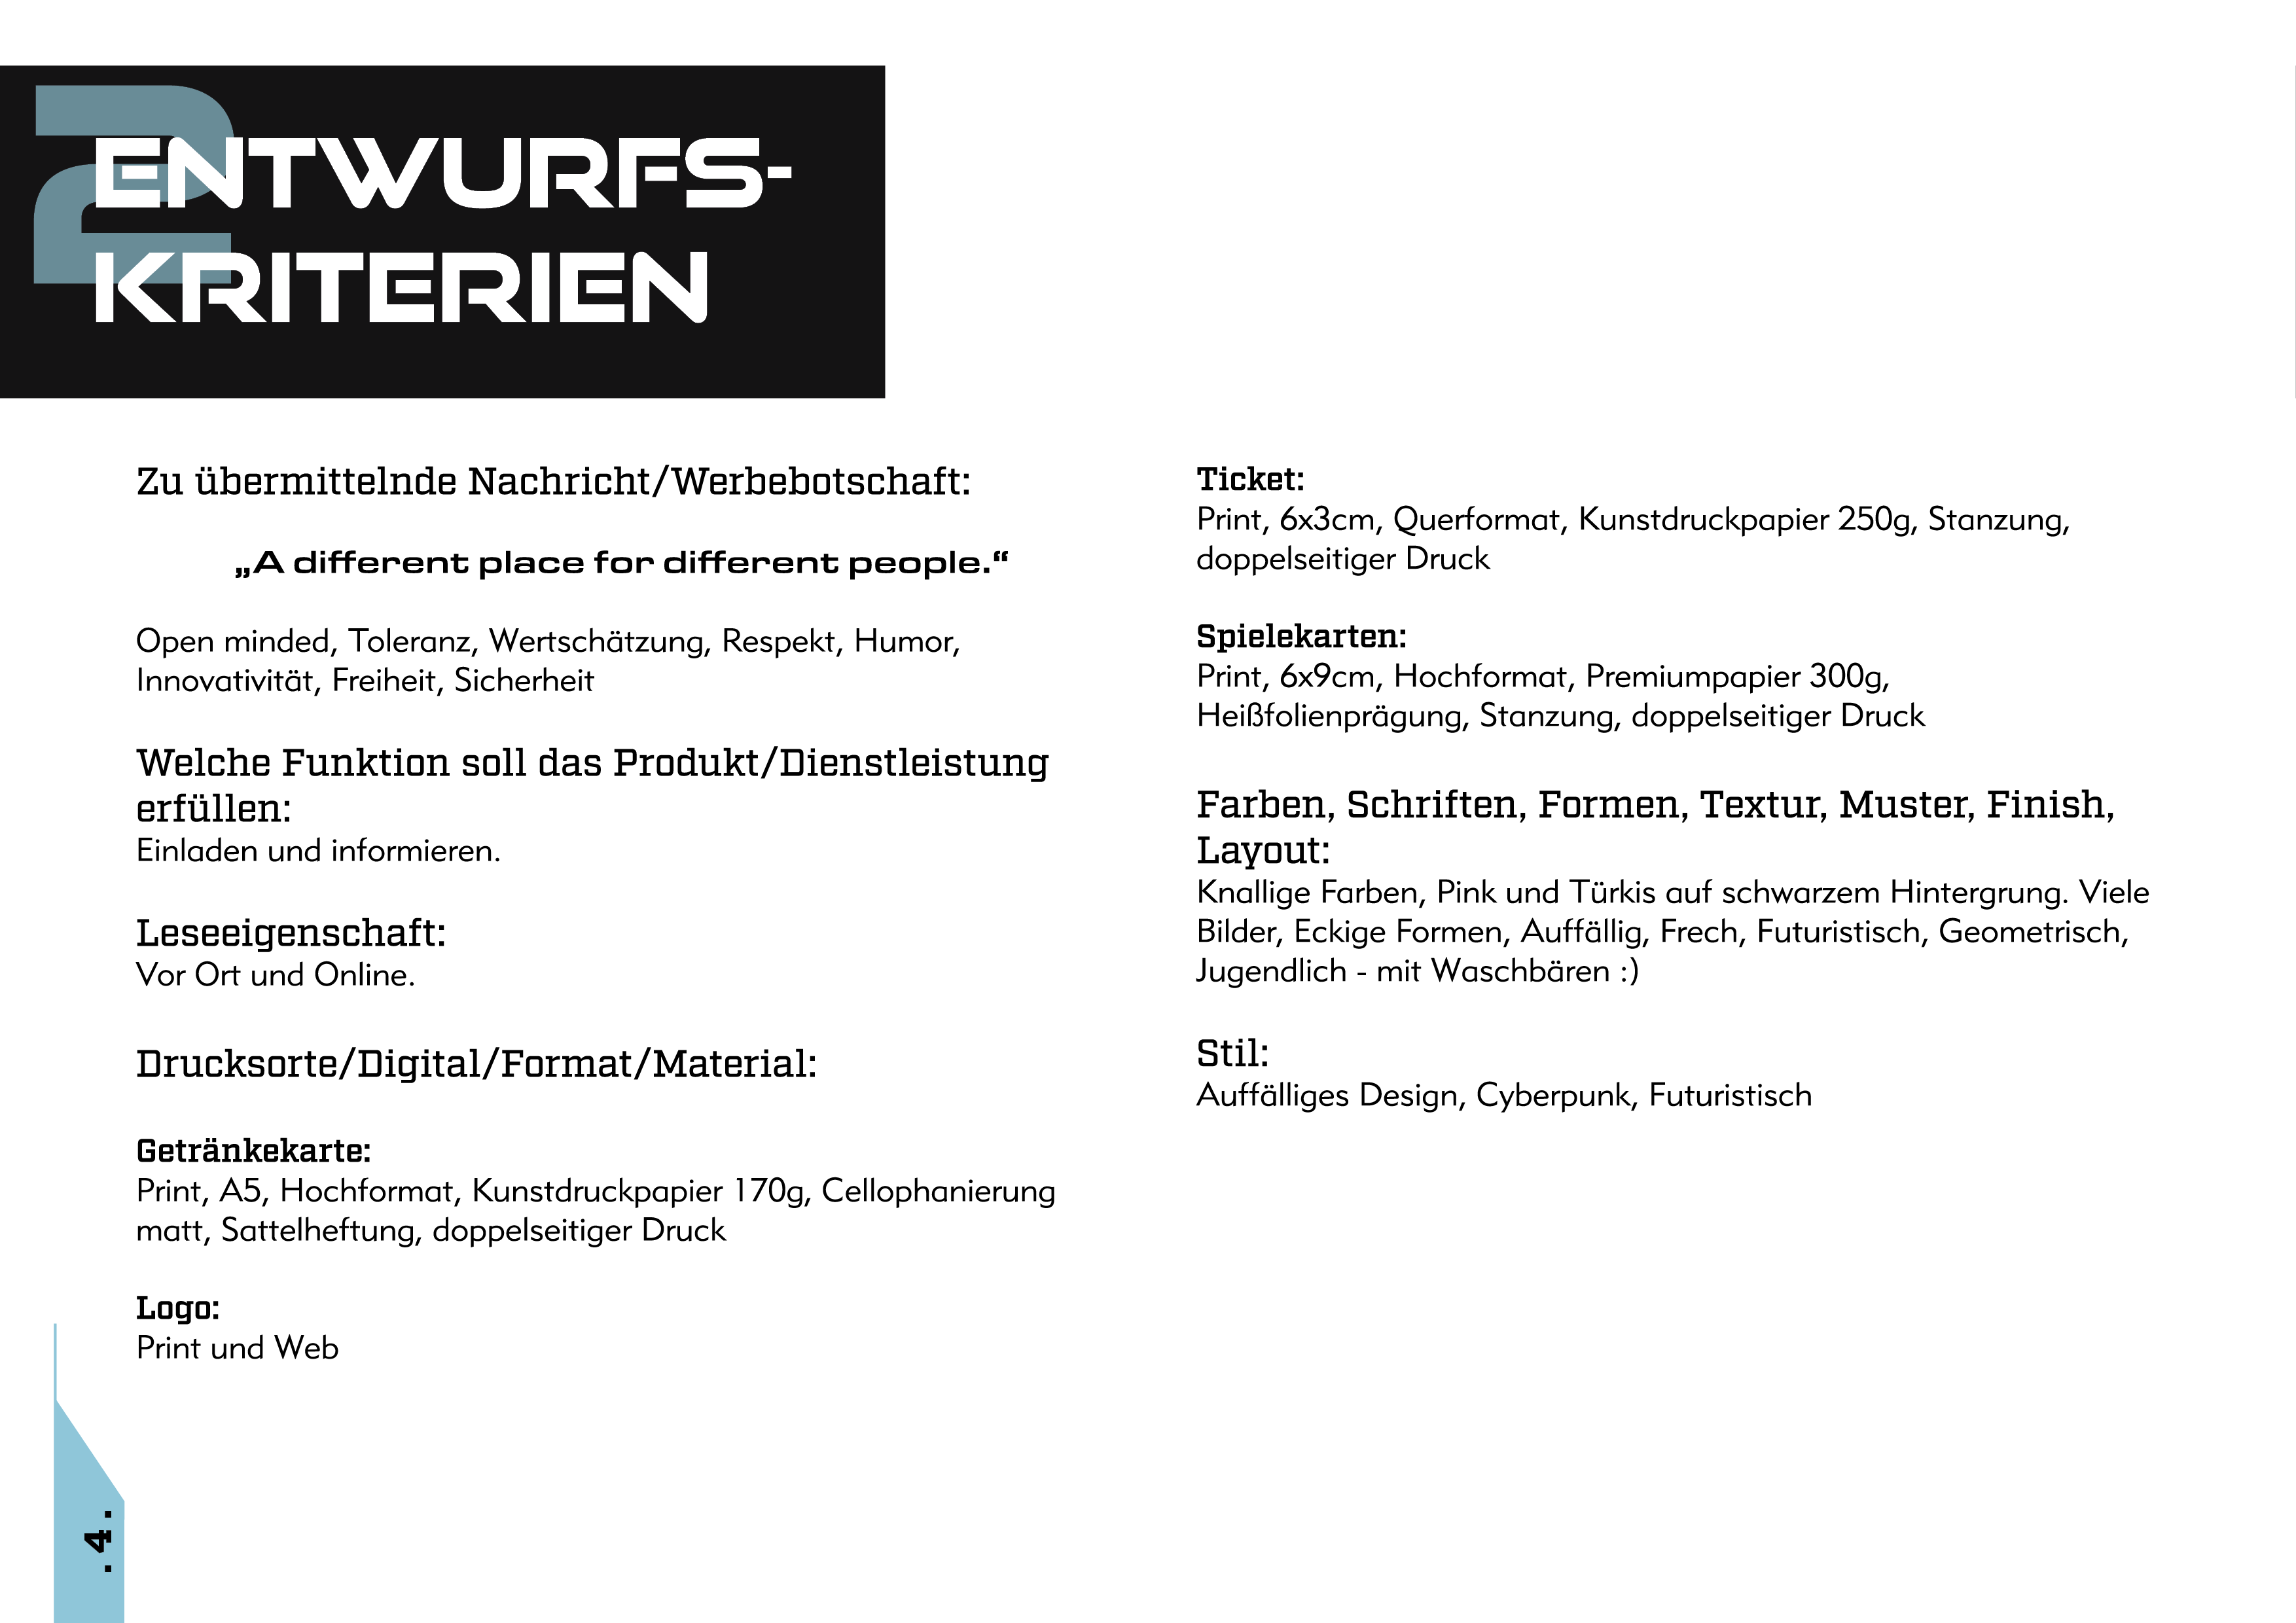 2
ENTWURFS-
KRITERIEN
Zu übermittelnde Nachricht/Werbebotschaft:
„A different place for different people.“
Open minded, Toleranz, Wertschätzung, Respekt, Humor,
Innovativität, Freiheit, Sicherheit
Welche Funktion soll das Produkt/Dienstleistung
erfüllen:
Einladen und informieren.
Leseeigenschaft:
Vor Ort und Online.
Drucksorte/Digital/Format/Material:
Getränkekarte:
Print, A5, Hochformat, Kunstdruckpapier 170g, Cellophanierung
matt, Sattelheftung, doppelseitiger Druck
Logo:
Print und Web
Ticket:
Print, 6x3cm, Querformat, Kunstdruckpapier 250g, Stanzung,
doppelseitiger Druck
Spielekarten:
Print, 6x9cm, Hochformat, Premiumpapier 300g,
Heißfolienprägung, Stanzung, doppelseitiger Druck
Farben, Schriften, Formen, Textur, Muster, Finish,
Layout:
Knallige Farben, Pink und Türkis auf schwarzem Hintergrung. Viele
Bilder, Eckige Formen, Auffällig, Frech, Futuristisch, Geometrisch,
Jugendlich - mit Waschbären :)
Stil:
Auffälliges Design, Cyberpunk, Futuristisch
. 4 .